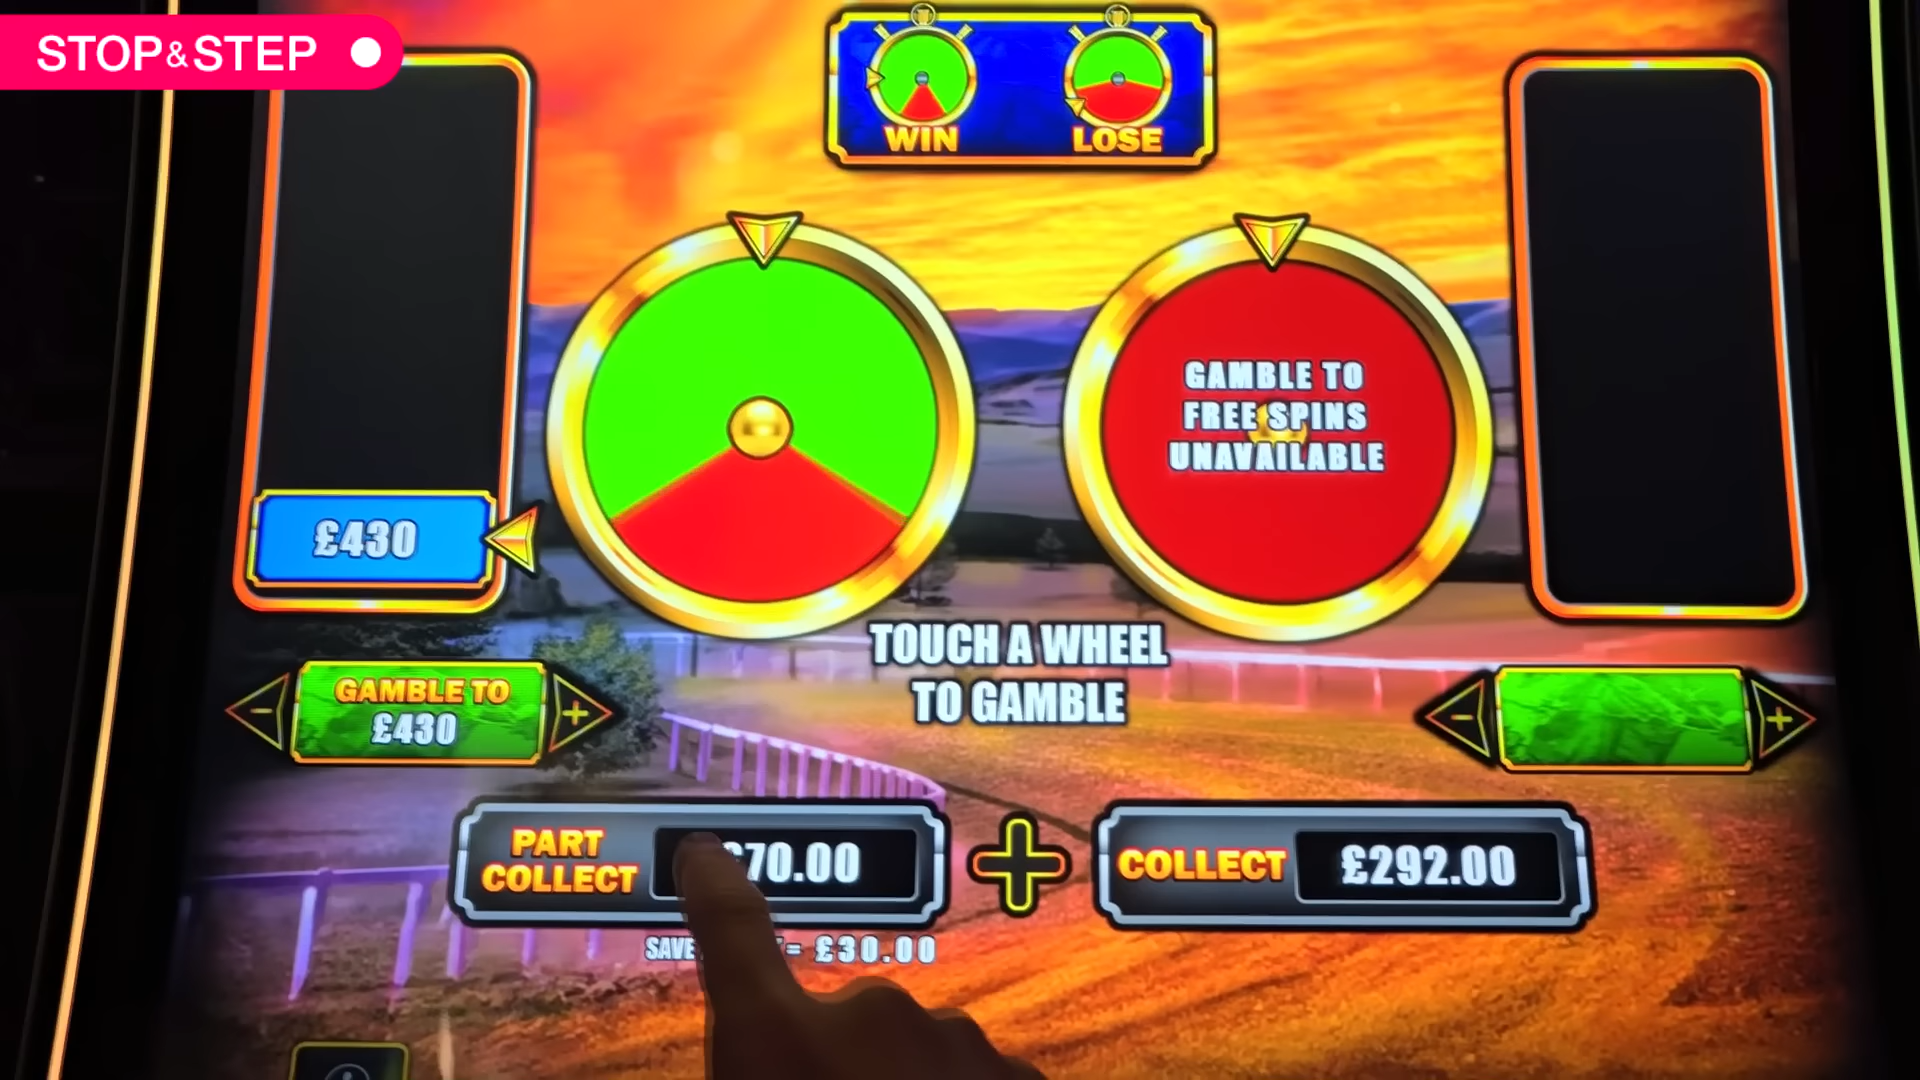 STOP&STEP
WIN
LOSE
GAMBLE TO
FREE SPINS
UNAVAILABLE
£430
TOUCH A WHEEL
TO GAMBLE
GAMBLE TO
£430
- +
- +
PART
COLLECT
70.00
COLLECT £292.00
SAVE = £30.00